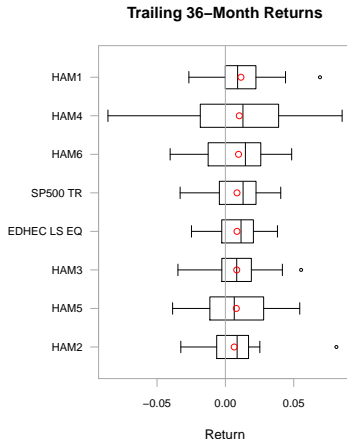 Trailing 36−Month Returns
HAM1
HAM4
HAM6
SP500 TR
EDHEC LS EQ
HAM3
HAM5
HAM2
−0.05 0.00 0.05
Return